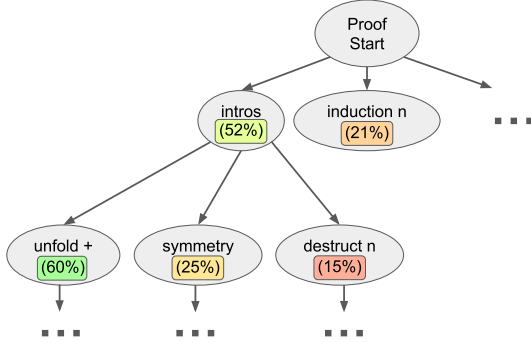 Proof
Start
intros
(52%)
induction n
(21%)
unfold +
(60%)
symmetry
(25%)
destruct n
(15%)